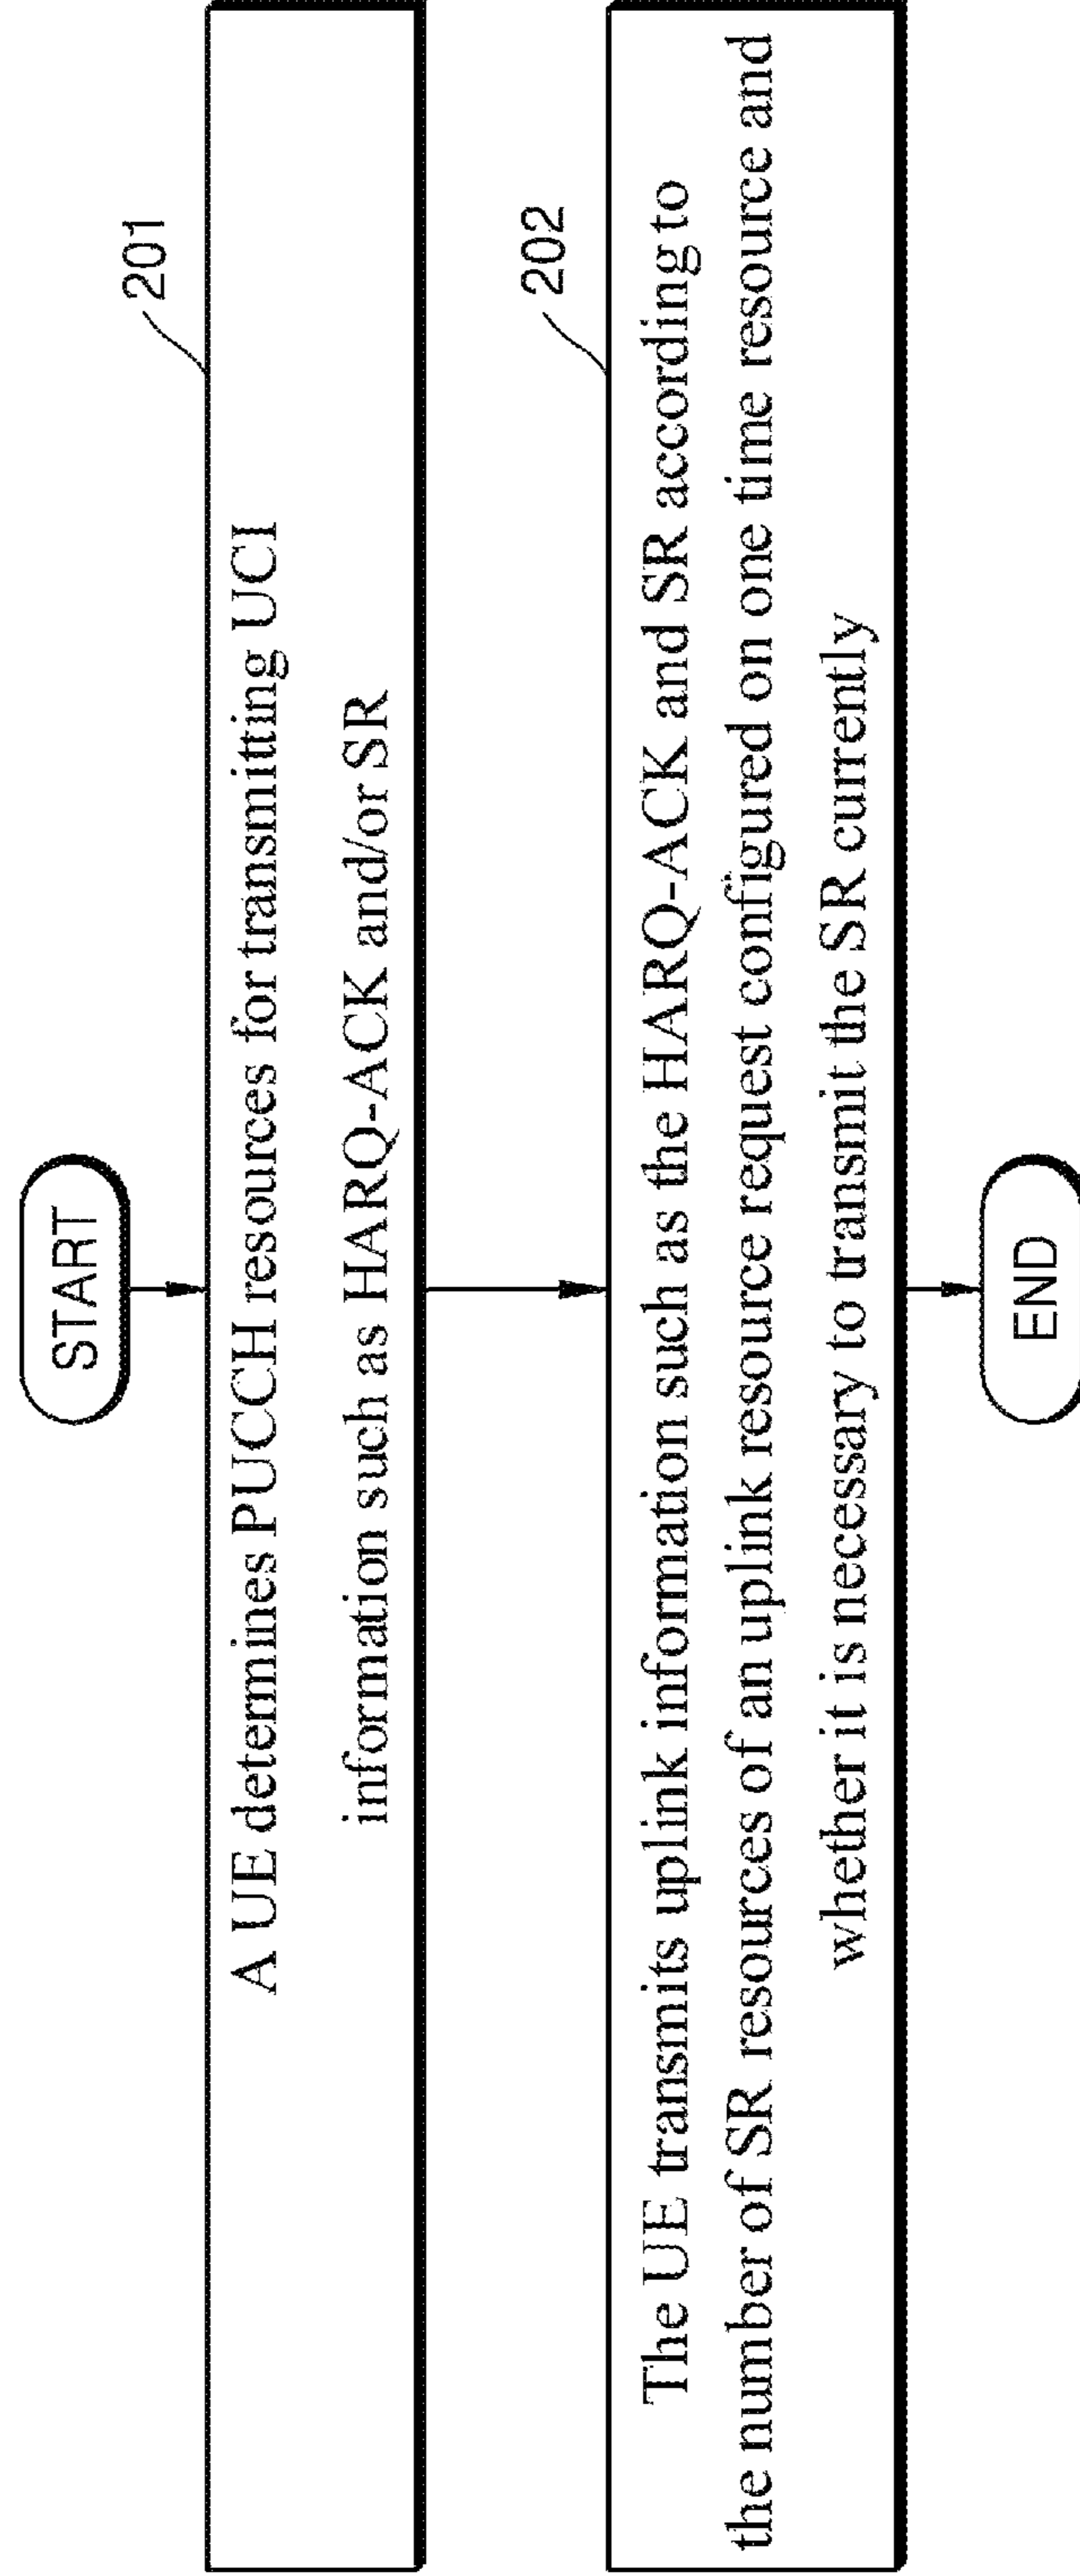 START
201
A UE determines PUCCH resources for transmitting UCI
information such as HARQ-ACK and/or SR
202
The UE transmits uplink information such as the HARQ-ACK and SR according to
the number of SR resources of an uplink resource request configured on one time resource and
whether it is necessary to transmit the SR currently
END